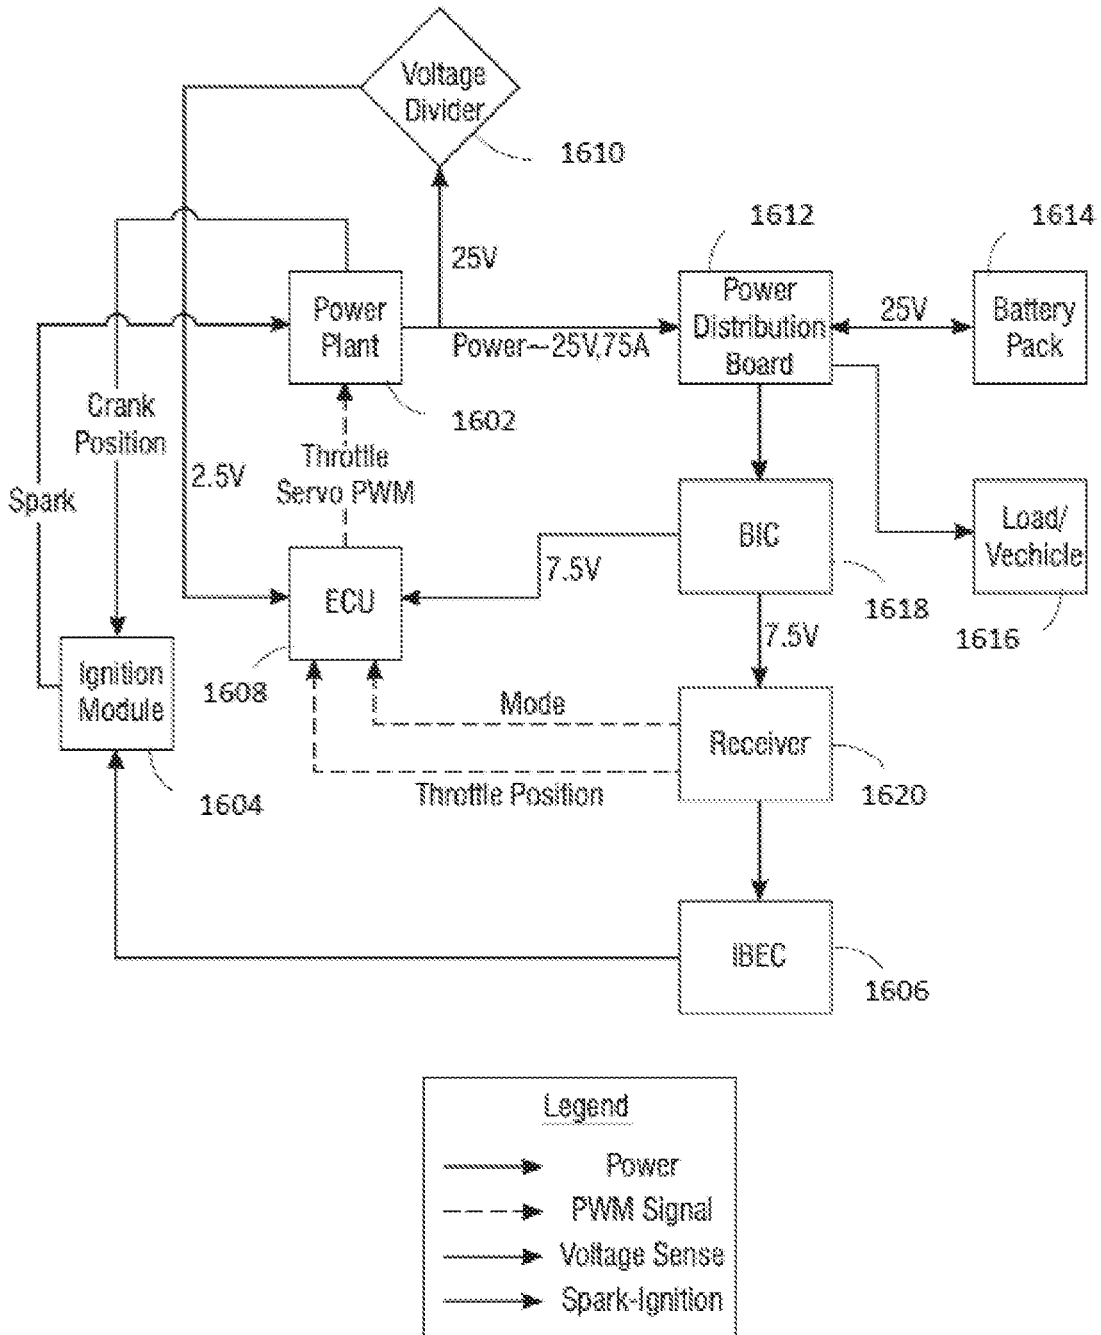 Voltage
Divider
1610
25V
Power
Plant
1602
Power~25V,75A
1612
Power
Distribution
Board
25V
1614
Battery
Pack
Spark
Crank
Position
2.5V
Throttle
Servo PWM
ECU
1608
7.5V
BIC
1618
Load/
Vechicle
1616
7.5V
Ignition
Module
1604
Mode
Throttle Position
Receiver
1620
IBEC
1606
Legend
Power
PWM Signal
Voltage Sense
Spark-Ignition